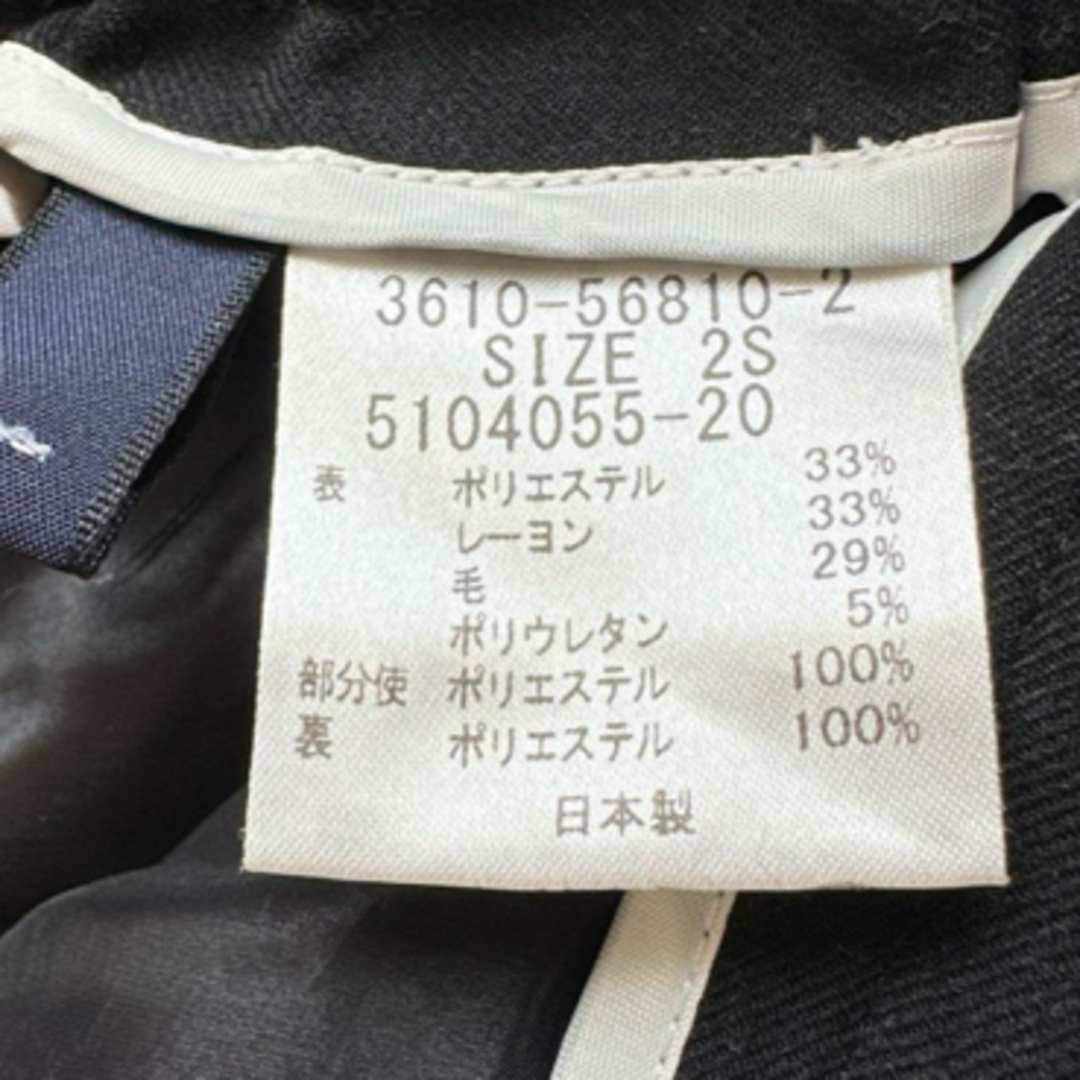 3610-56810-2
SIZE 2S
5104055-20
表 ポリエステル 33%
レーヨン 33%
毛 29%
ポリウレタン 5%
部分使 ポリエステル 100%
裏 ポリエステル 100%
日本製